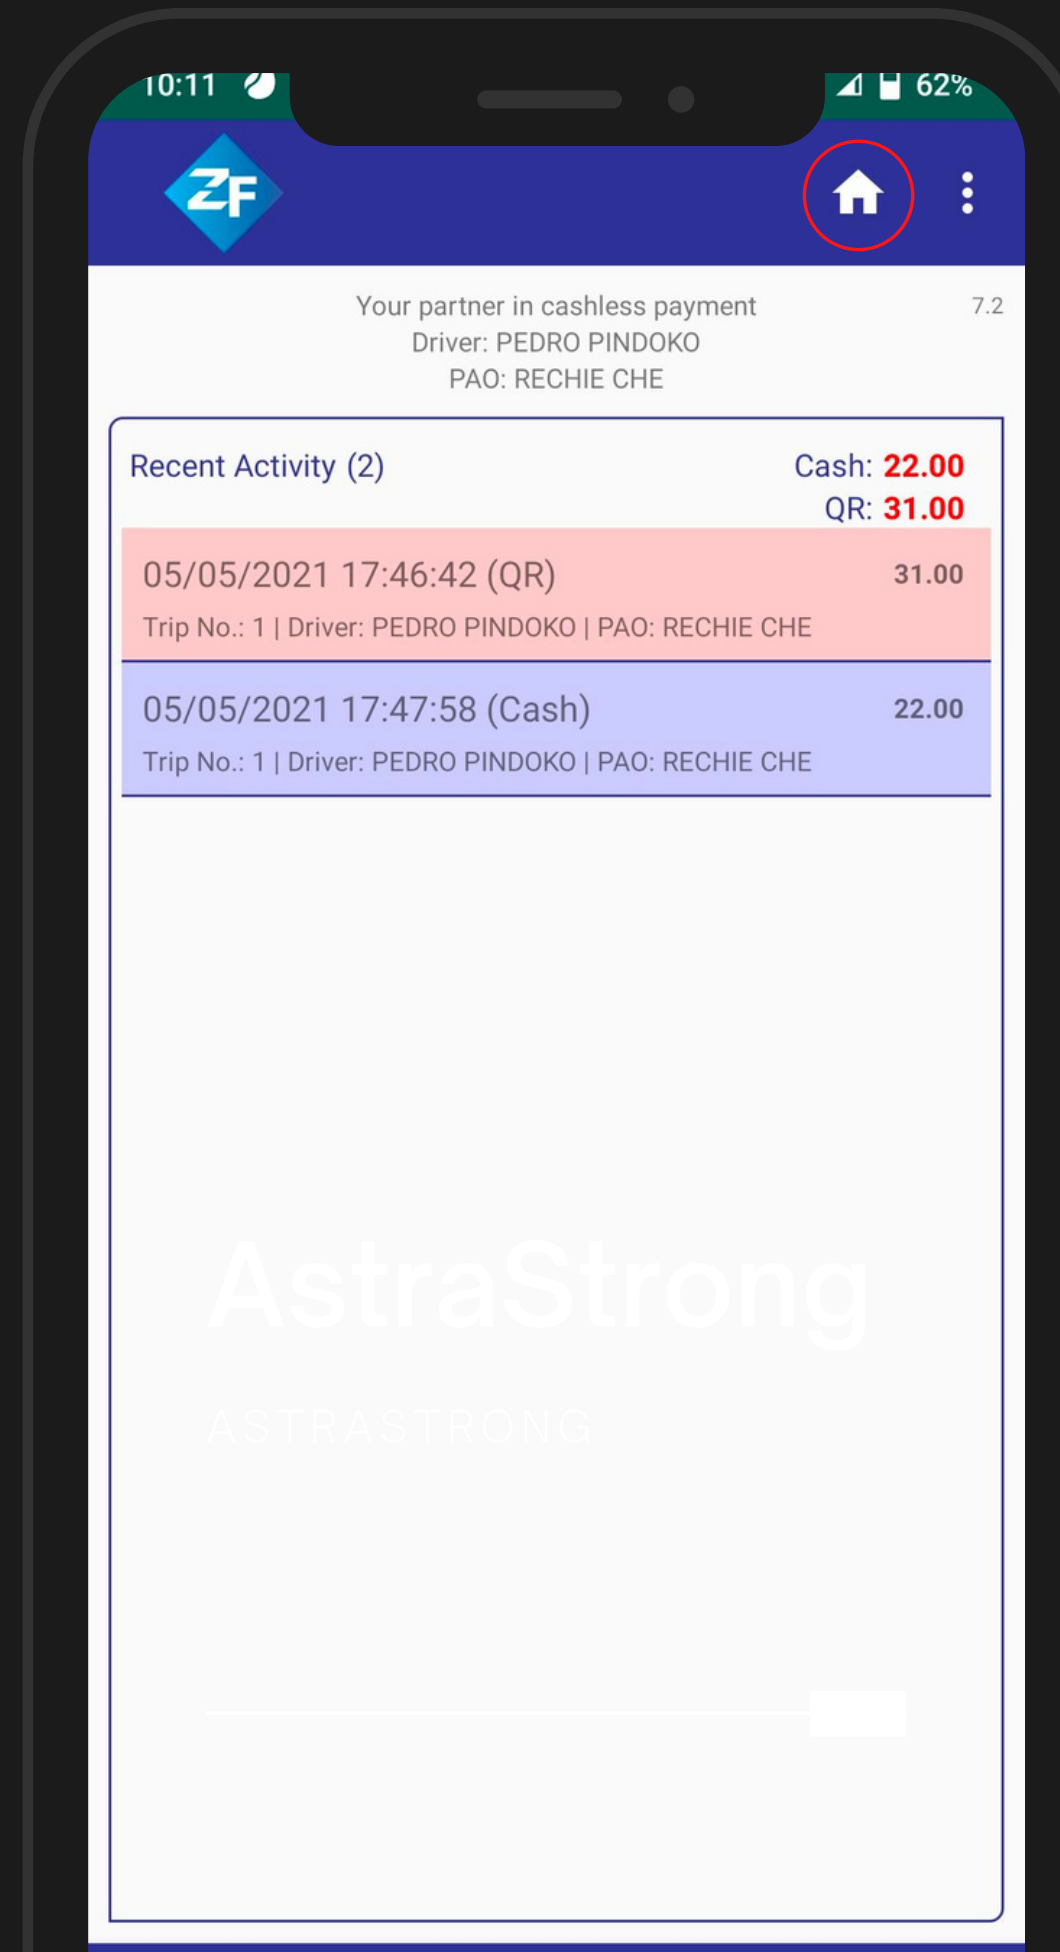 10:11
62%
ZF
Your partner in cashless payment
7.2
Driver: PEDRO PINDOKO
PAO: RECHIE CHE
Recent Activity (2)
Cash: 22.00
QR: 31.00
05/05/2021 17:46:42 (QR)
31.00
Trip No.: 1 | Driver: PEDRO PINDOKO | PAO: RECHIE CHE
05/05/2021 17:47:58 (Cash)
22.00
Trip No.: 1 | Driver: PEDRO PINDOKO | PAO: RECHIE CHE
AstraStrong
ASTRASTRONG